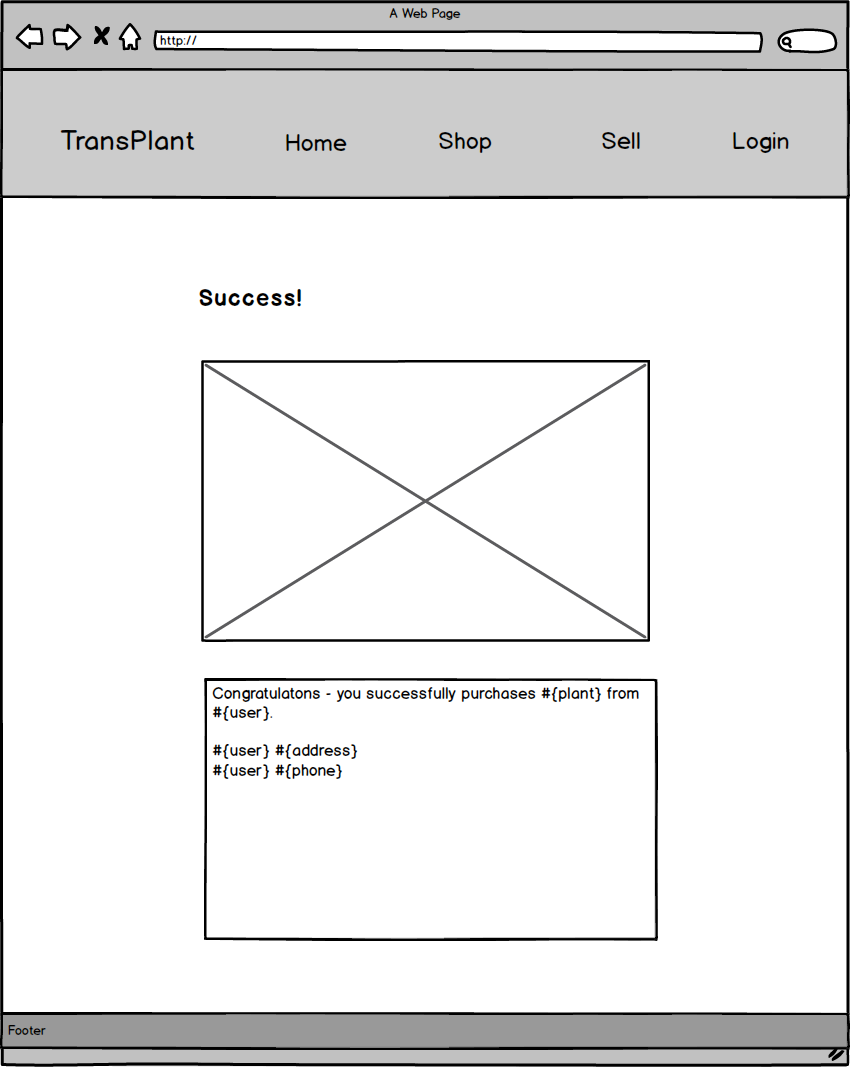 A Web Page
http://
TransPlant Home Shop Sell Login
Success!
Congratulatons - you successfully purchases #{plant} from
#{user}.
#{user} #{address}
#{user} #{phone}
Footer